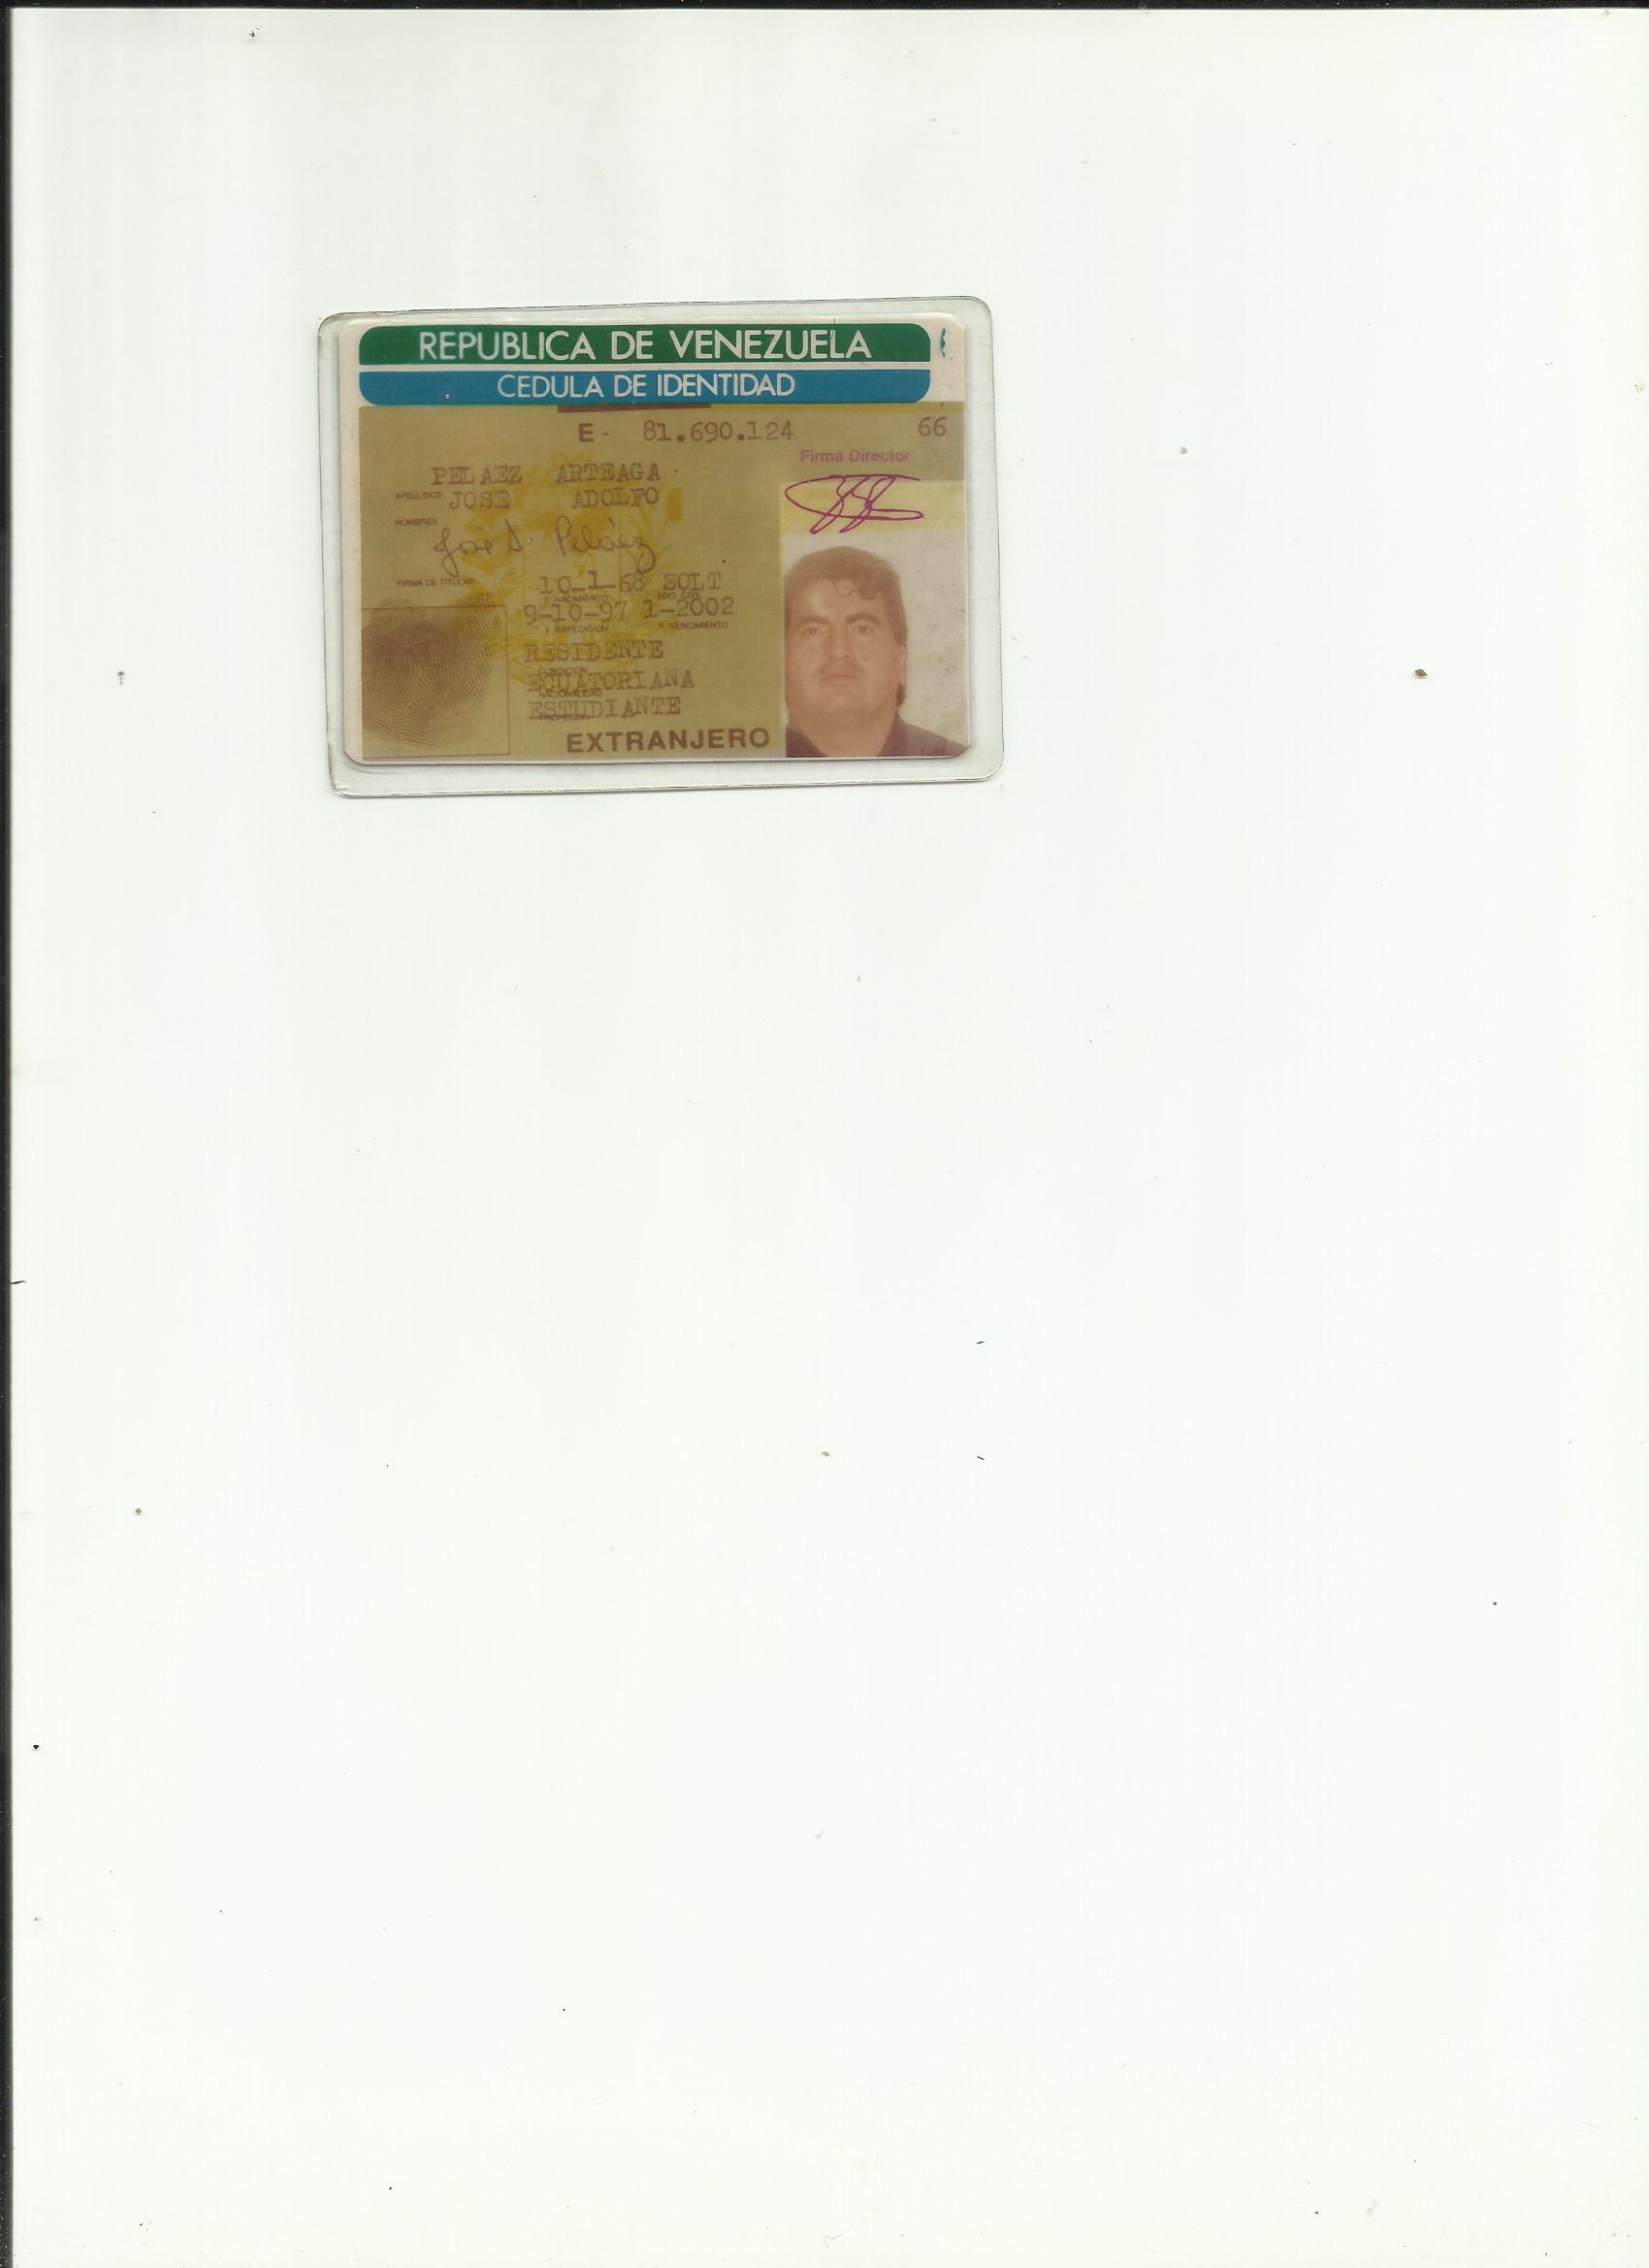 REPUBLICA DE VENEZUELA
CEDULA DE IDENTIDAD
E- 81.690.124 66
Firma Director
PELAEZ ARTEAGA
APELLIDOS JOSE ADOLFO
NOMBRES
José A Peláez
FIRMA DE TITULAR
10-1-68 SOLT
F. NACIMIENTO EDO. CIVIL
9-10-97 1-2002
F. EXPEDICION F. VENCIMIENTO
RESIDENTE
CONDICION
ECUATORIANA
NACIONALIDAD
ESTUDIANTE
PROFESION
EXTRANJERO